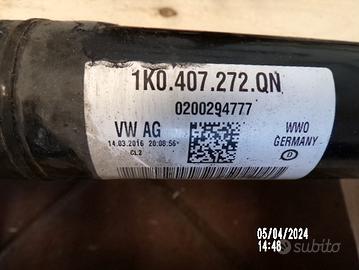 1K0.407.272.QN
0200294777
VW AG
14.03.2016 20:08:56*
CL2
WWO
GERMANY
D
05/04/2024
14:48
subito